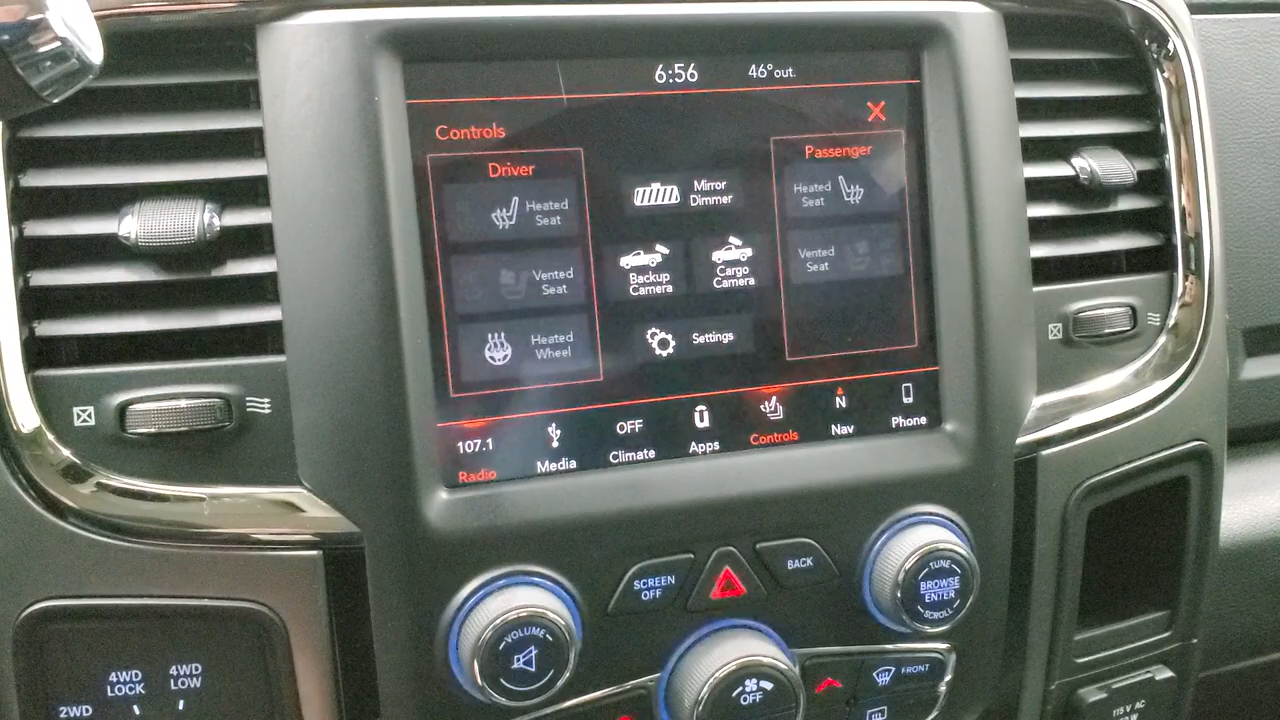 6:56
46° out.
Controls
X
Driver
Passenger
Heated
Seat
Mirror
Dimmer
Heated
Seat
Vented
Seat
Backup
Camera
Cargo
Camera
Vented
Seat
Heated
Wheel
Settings
107.1
Radio
Media
OFF
Climate
Apps
Controls
N
Nav
Phone
SCREEN
OFF
BACK
TUNE
BROWSE
ENTER
SCROLL
VOLUME
OFF
FRONT
4WD
LOCK
4WD
LOW
2WD
115 V AC